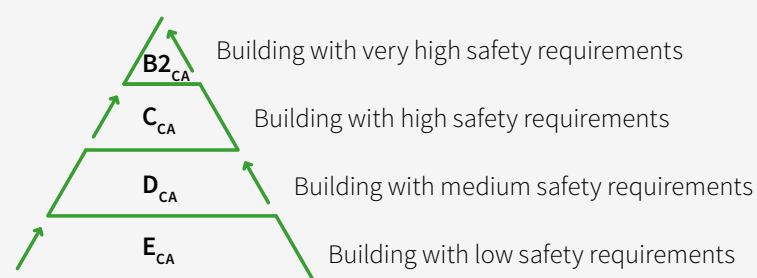 B2CA Building with very high safety requirements
CCA Building with high safety requirements
DCA Building with medium safety requirements
ECA Building with low safety requirements